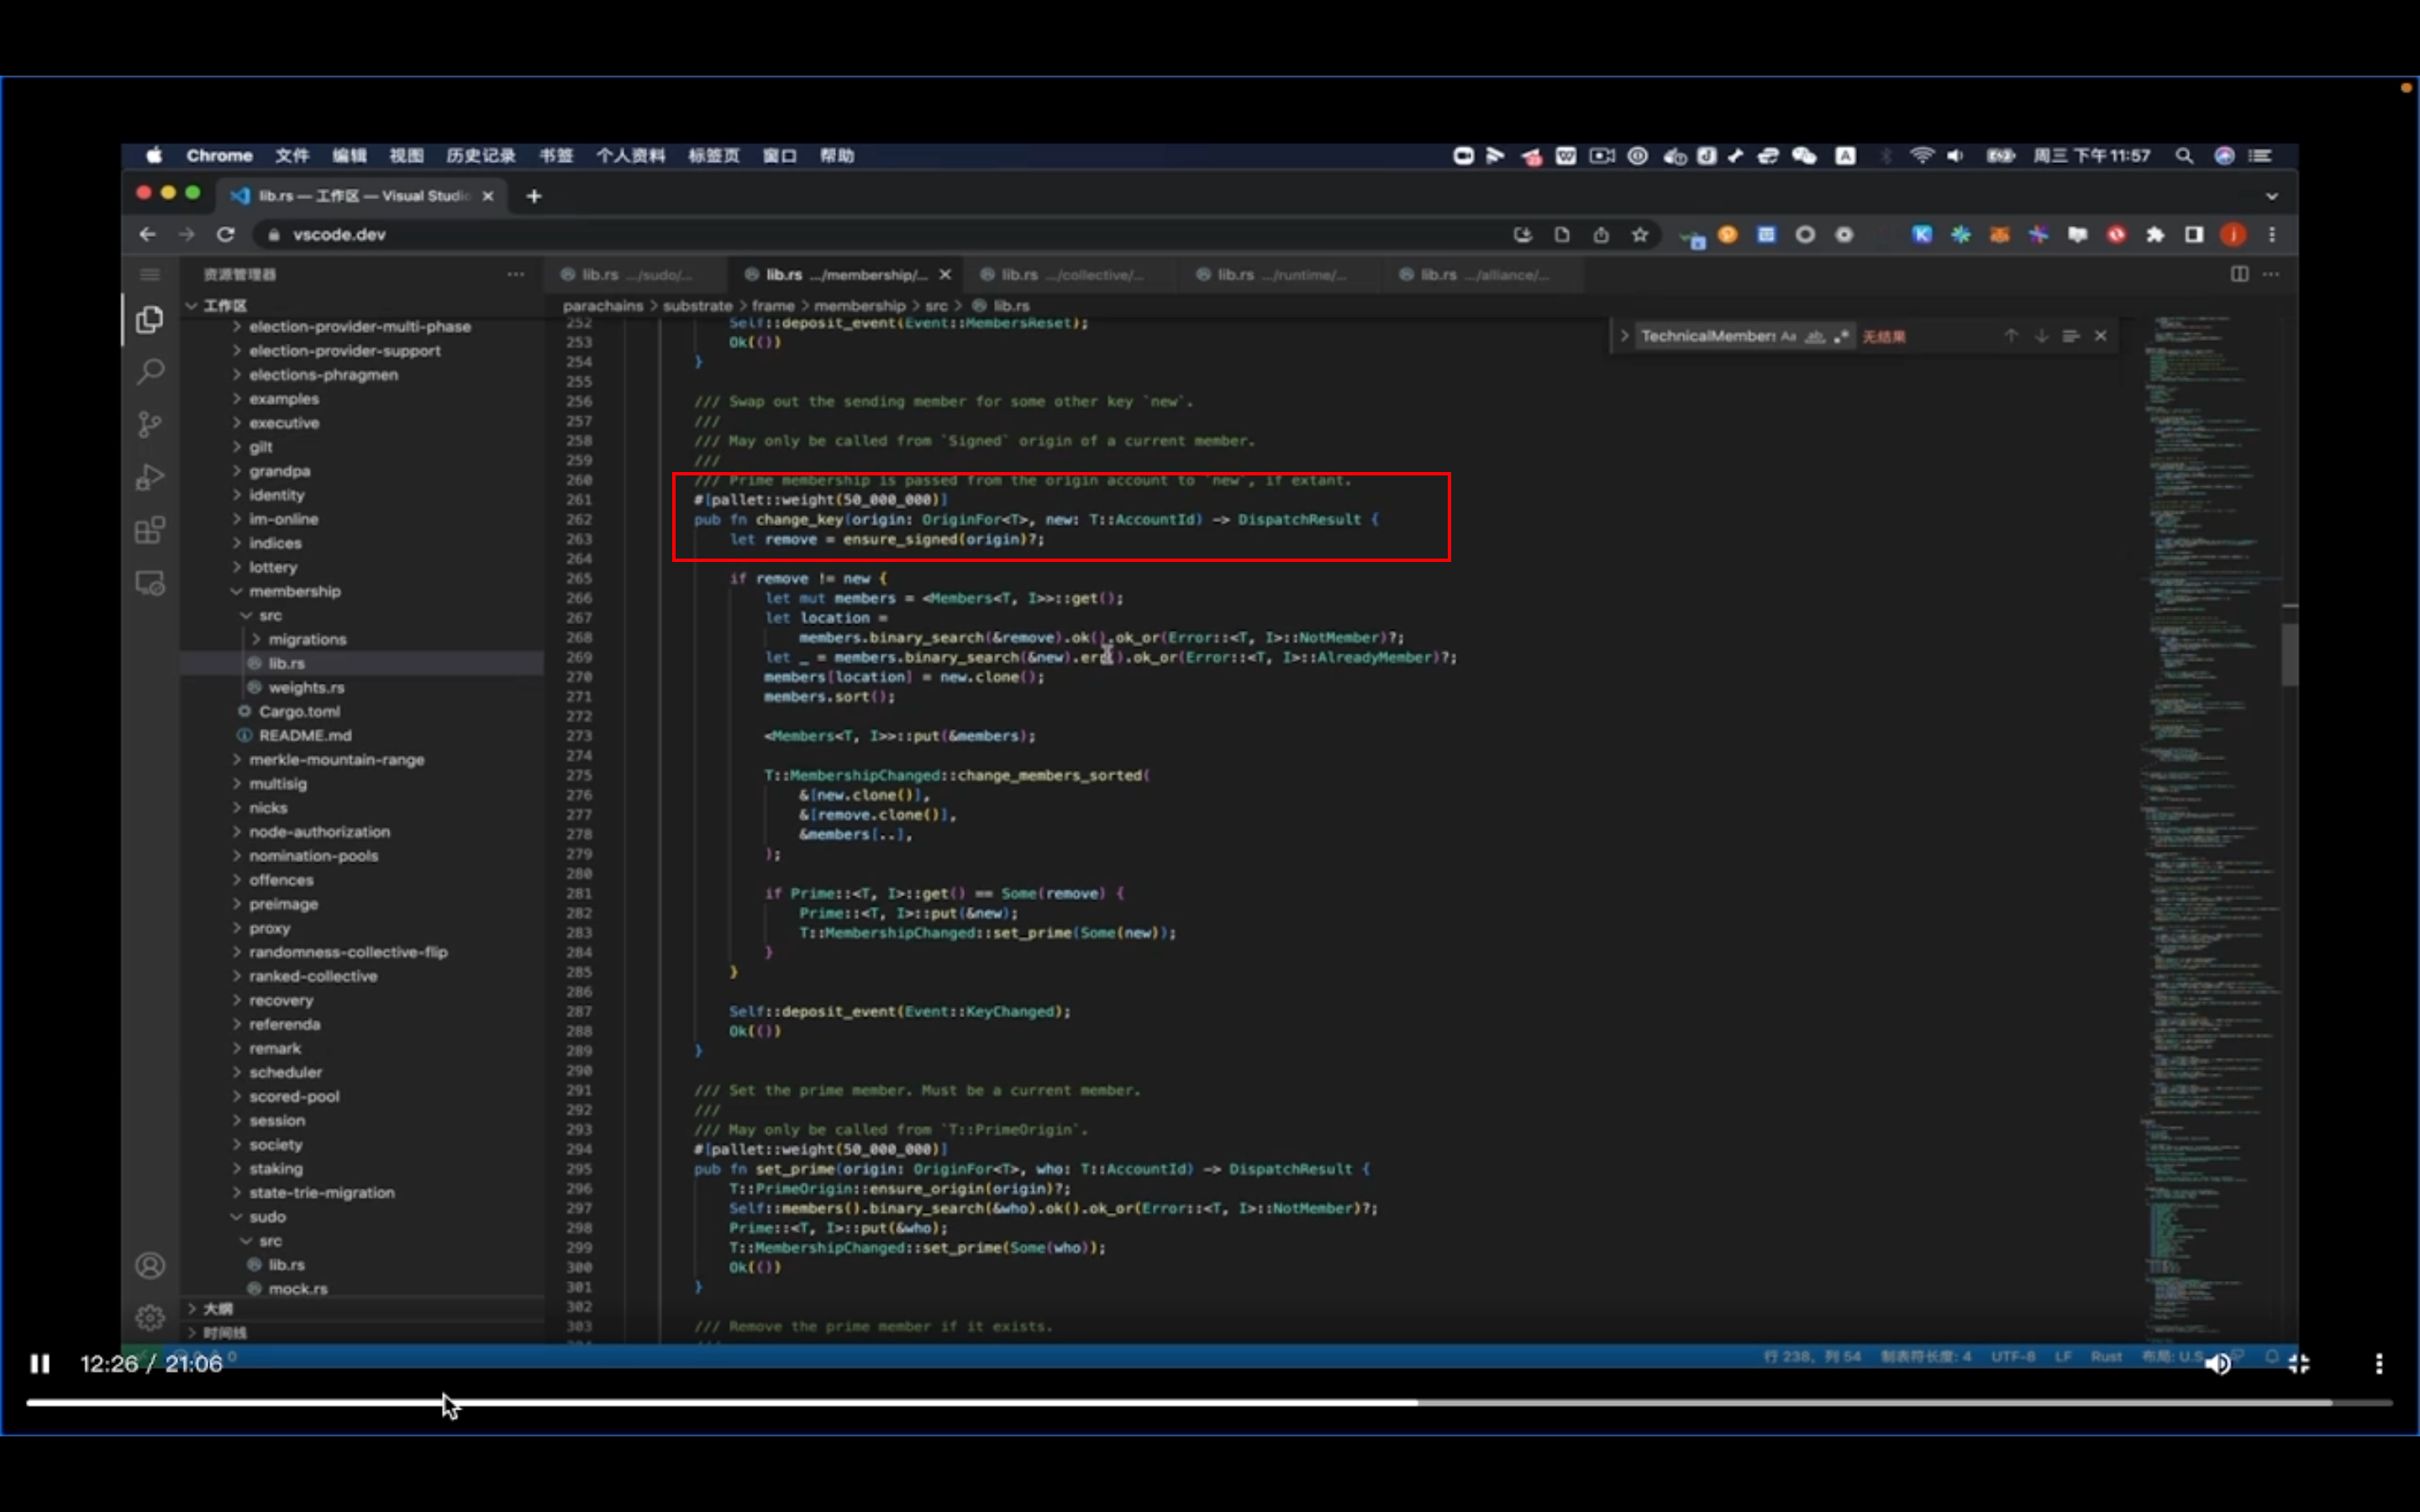 Chrome 文件 编辑 视图 历史记录 书签 个人资料 标签页 窗口 帮助 周三 下午11:57
lib.rs — 工作区 — Visual Studio
vscode.dev
资源管理器
lib.rs .../sudo/... lib.rs .../membership/... lib.rs .../collective/... lib.rs .../runtime/... lib.rs .../alliance/...
工作区
parachains > substrate > frame > membership > src > lib.rs
TechnicalMembers Aa ab 无结果
election-provider-multi-phase
election-provider-support
elections-phragmen
examples
executive
gilt
grandpa
identity
im-online
indices
lottery
membership
src
migrations
lib.rs
weights.rs
Cargo.toml
README.md
merkle-mountain-range
multisig
nicks
node-authorization
nomination-pools
offences
preimage
proxy
randomness-collective-flip
ranked-collective
recovery
referenda
remark
scheduler
scored-pool
session
society
staking
state-trie-migration
sudo
src
lib.rs
mock.rs
大纲
时间线
252 Self::deposit_event(Event::MembersReset);
253 Ok(())
254 }
255
256 /// Swap out the sending member for some other key `new`.
257 ///
258 /// May only be called from `Signed` origin of a current member.
259 ///
260 /// Prime membership is passed from the origin account to `new`, if extant.
261 #[pallet::weight(50_000_000)]
262 pub fn change_key(origin: OriginFor<T>, new: T::AccountId) -> DispatchResult {
263 let remove = ensure_signed(origin)?;
264
265 if remove != new {
266 let mut members = <Members<T, I>>::get();
267 let location =
268 members.binary_search(&remove).ok().ok_or(Error::<T, I>::NotMember)?;
269 let _ = members.binary_search(&new).err().ok_or(Error::<T, I>::AlreadyMember)?;
270 members[location] = new.clone();
271 members.sort();
272
273 <Members<T, I>>::put(&members);
274
275 T::MembershipChanged::change_members_sorted(
276 &[new.clone()],
277 &[remove.clone()],
278 &members[..],
279 );
280
281 if Prime::<T, I>::get() == Some(remove) {
282 Prime::<T, I>::put(&new);
283 T::MembershipChanged::set_prime(Some(new));
284 }
285 }
286
287 Self::deposit_event(Event::KeyChanged);
288 Ok(())
289 }
290
291 /// Set the prime member. Must be a current member.
292 ///
293 /// May only be called from `T::PrimeOrigin`.
294 #[pallet::weight(50_000_000)]
295 pub fn set_prime(origin: OriginFor<T>, who: T::AccountId) -> DispatchResult {
296 T::PrimeOrigin::ensure_origin(origin)?;
297 Self::members().binary_search(&who).ok().ok_or(Error::<T, I>::NotMember)?;
298 Prime::<T, I>::put(&who);
299 T::MembershipChanged::set_prime(Some(who));
300 Ok(())
301 }
302
303 /// Remove the prime member if it exists.
行 238, 列 54 制表符长度: 4 UTF-8 LF Rust 布局: U.S.
12:26 / 21:06